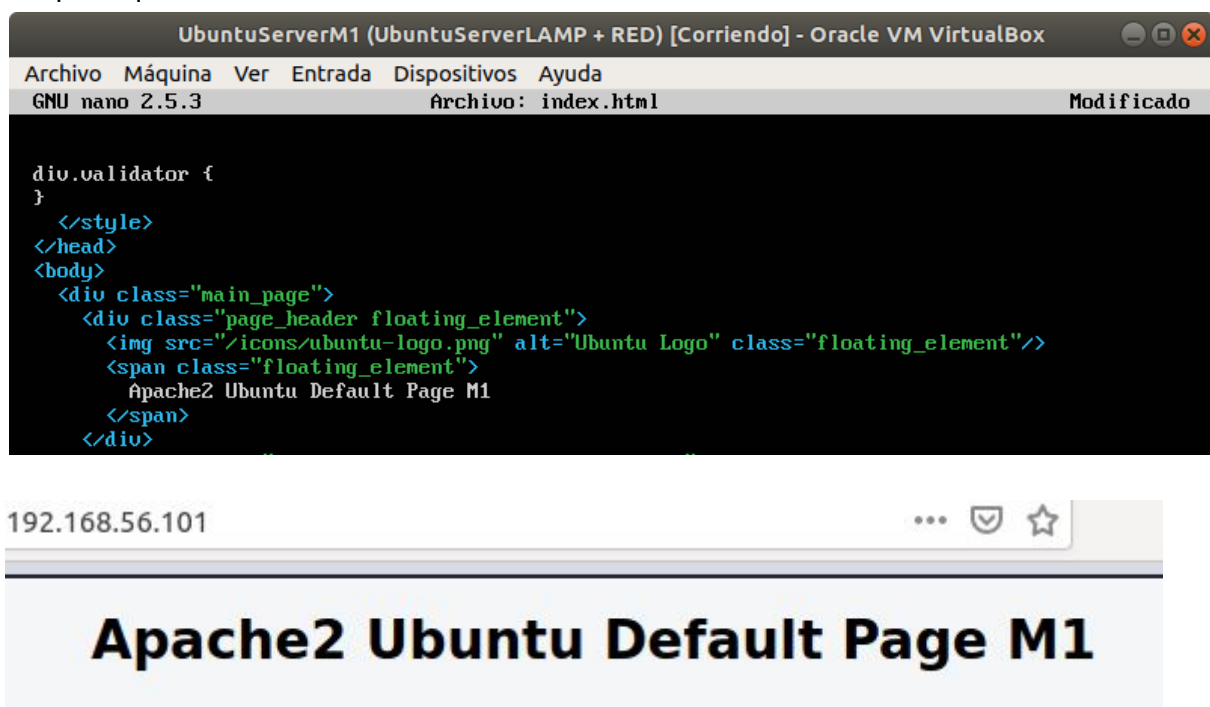 UbuntuServerM1 (UbuntuServerLAMP + RED) [Corriendo] - Oracle VM VirtualBox
Archivo Máquina Ver Entrada Dispositivos Ayuda
GNU nano 2.5.3 Archivo: index.html Modificado
div.validator {
}
</style>
</head>
<body>
<div class="main_page">
<div class="page_header floating_element">
<img src="/icons/ubuntu-logo.png" alt="Ubuntu Logo" class="floating_element"/>
<span class="floating_element">
Apache2 Ubuntu Default Page M1
</span>
</div>
192.168.56.101
Apache2 Ubuntu Default Page M1